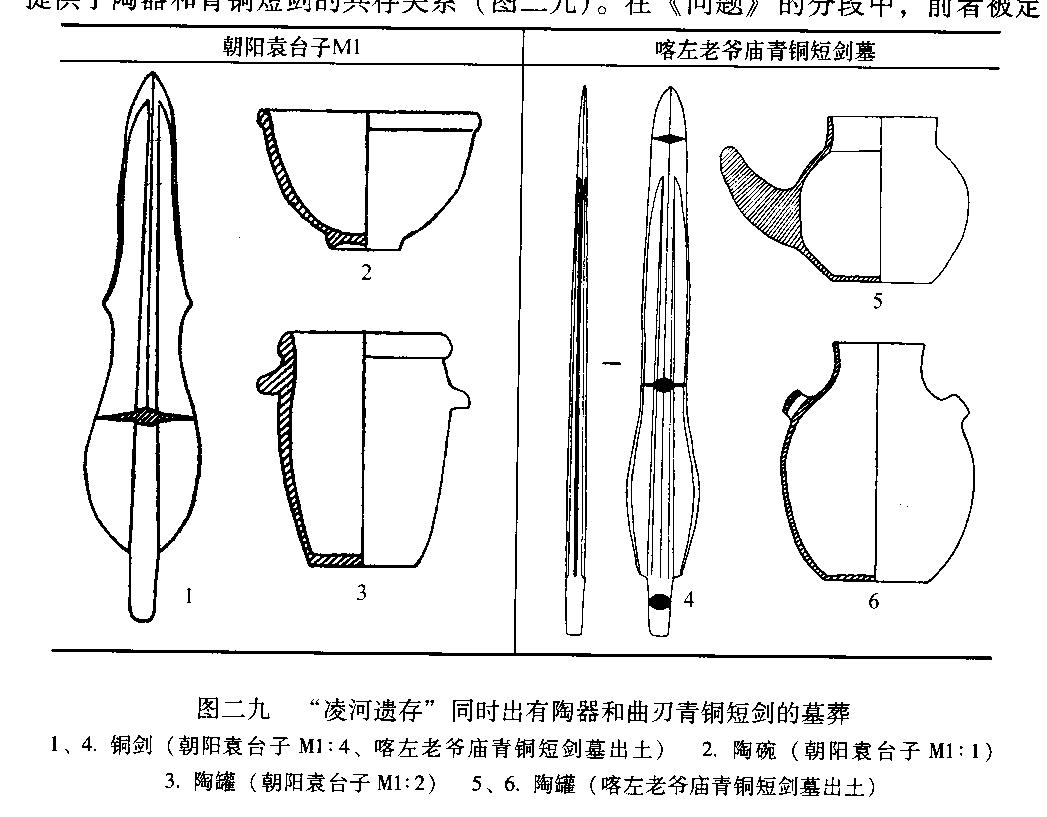 提供了陶器和青铜短剑的共存关系（图二九）。在《问题》的分段中，前者被定
朝阳袁台子M1
喀左老爷庙青铜短剑墓
2
5
1
3
4
6
图二九 “凌河遗存”同时出有陶器和曲刃青铜短剑的墓葬
1、4. 铜剑（朝阳袁台子 M1∶4、喀左老爷庙青铜短剑墓出土） 2. 陶碗（朝阳袁台子 M1∶1）
3. 陶罐（朝阳袁台子 M1∶2） 5、6. 陶罐（喀左老爷庙青铜短剑墓出土）